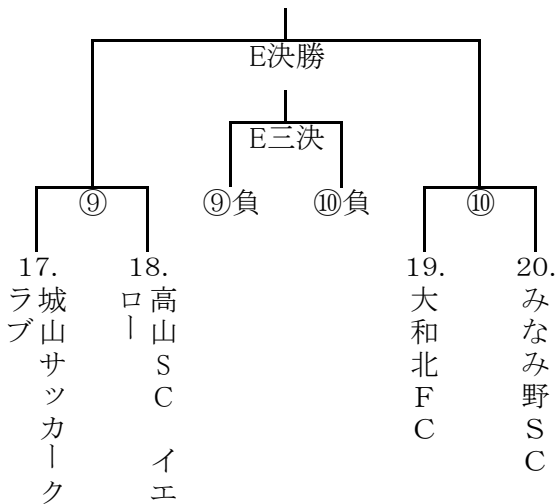 E決勝
E三決
⑨
⑨負
⑩負
⑩
17.
城山サッカーク
ラブ
18.
高山SC イエ
ロー
19.
大和北FC
20.
みなみ野SC